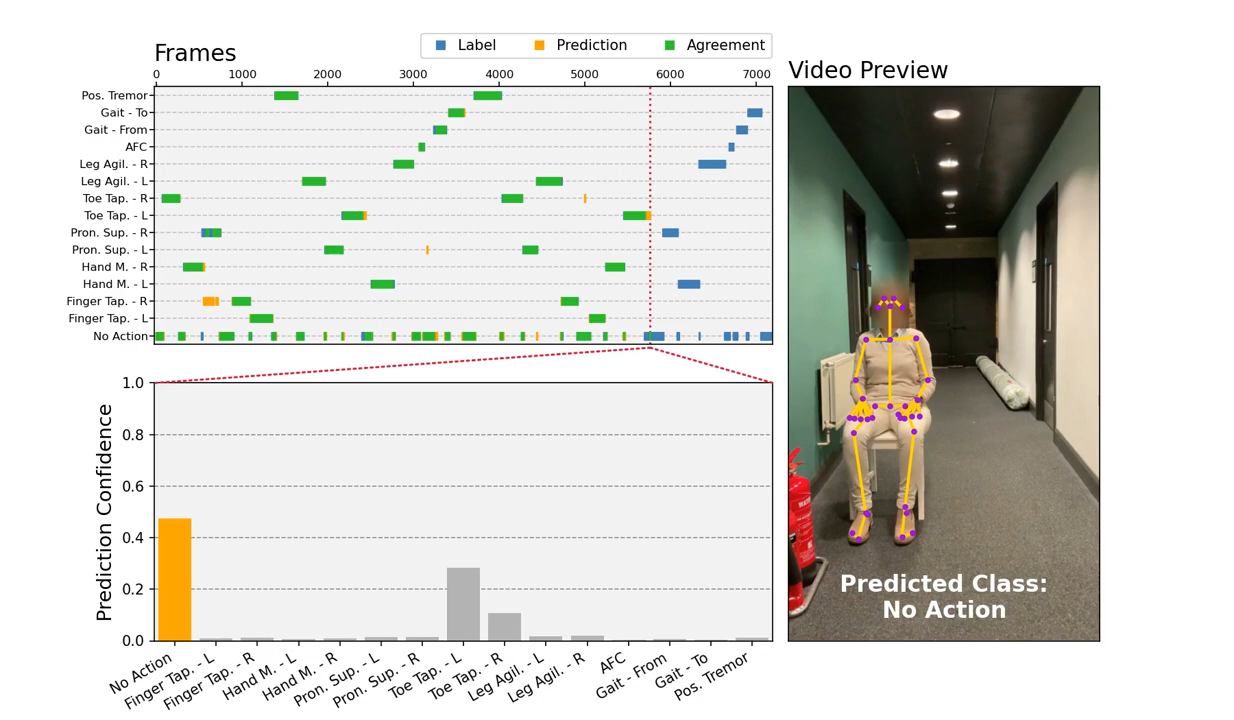 Frames
Label
Prediction
Agreement
0 1000 2000 3000 4000 5000 6000 7000
Pos. Tremor
Gait - To
Gait - From
AFC
Leg Agil. - R
Leg Agil. - L
Toe Tap. - R
Toe Tap. - L
Pron. Sup. - R
Pron. Sup. - L
Hand M. - R
Hand M. - L
Finger Tap. - R
Finger Tap. - L
No Action
Prediction Confidence
1.0
0.8
0.6
0.4
0.2
0.0
No Action
Finger Tap. - L
Finger Tap. - R
Hand M. - L
Hand M. - R
Pron. Sup. - L
Pron. Sup. - R
Toe Tap. - L
Toe Tap. - R
Leg Agil. - L
Leg Agil. - R
AFC
Gait - From
Gait - To
Pos. Tremor
Video Preview
Predicted Class:
No Action